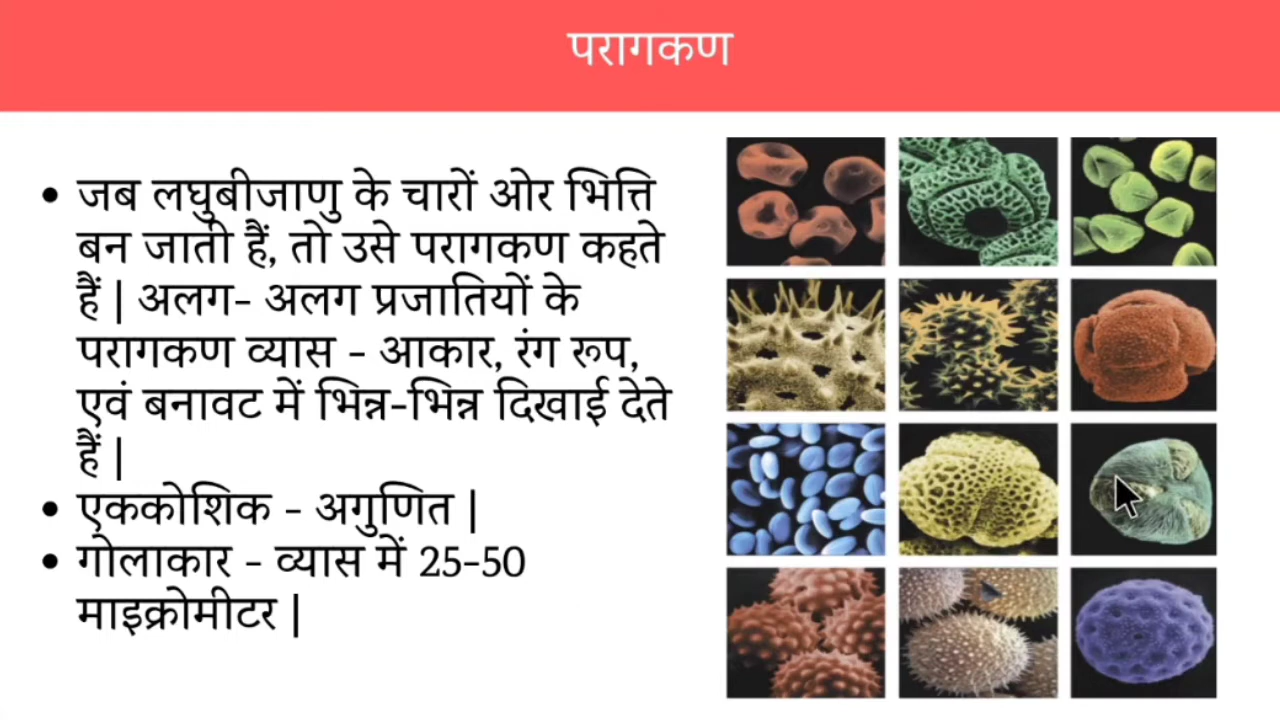 परागकण
• जब लघुबीजाणु के चारों ओर भित्ति
बन जाती हैं, तो उसे परागकण कहते
हैं | अलग- अलग प्रजातियों के
परागकण व्यास - आकार, रंग रूप,
एवं बनावट में भिन्न-भिन्न दिखाई देते
हैं |
• एककोशिक - अगुणित |
• गोलाकार - व्यास में 25-50
माइक्रोमीटर |